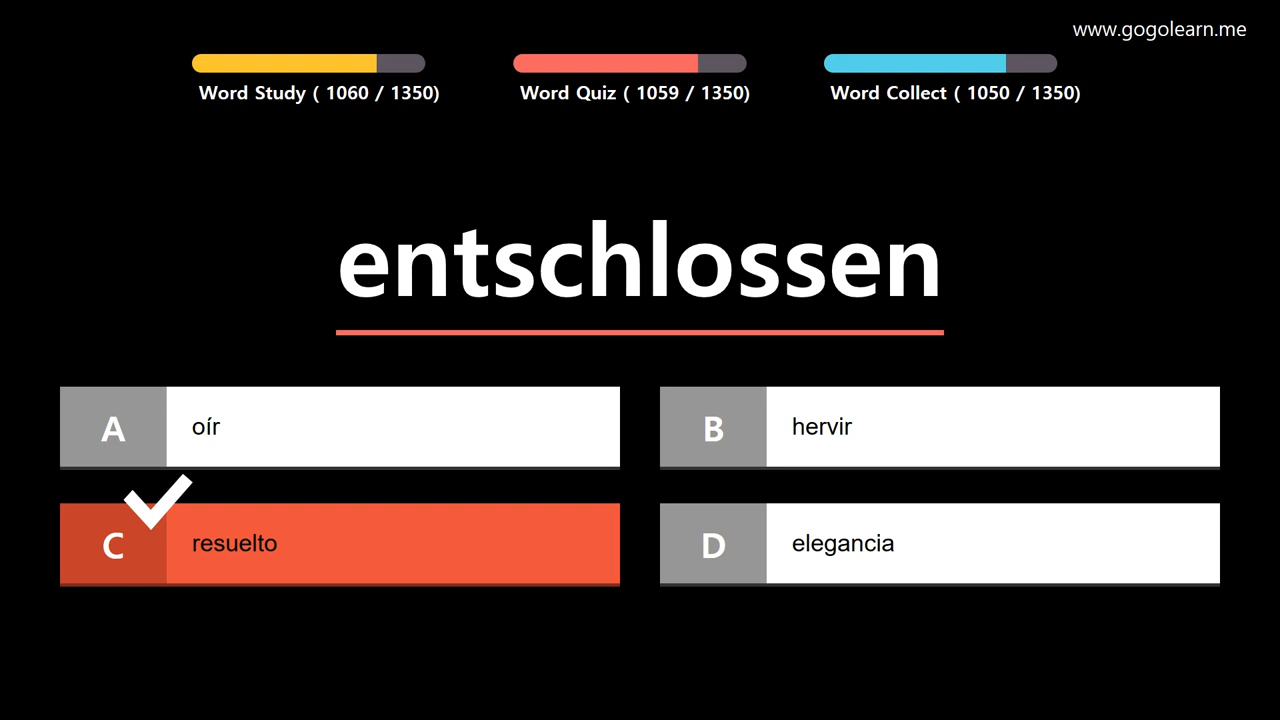 www.gogolearn.me
Word Study ( 1060 / 1350)
Word Quiz ( 1059 / 1350)
Word Collect ( 1050 / 1350)
entschlossen
A oír
B hervir
C resuelto
D elegancia